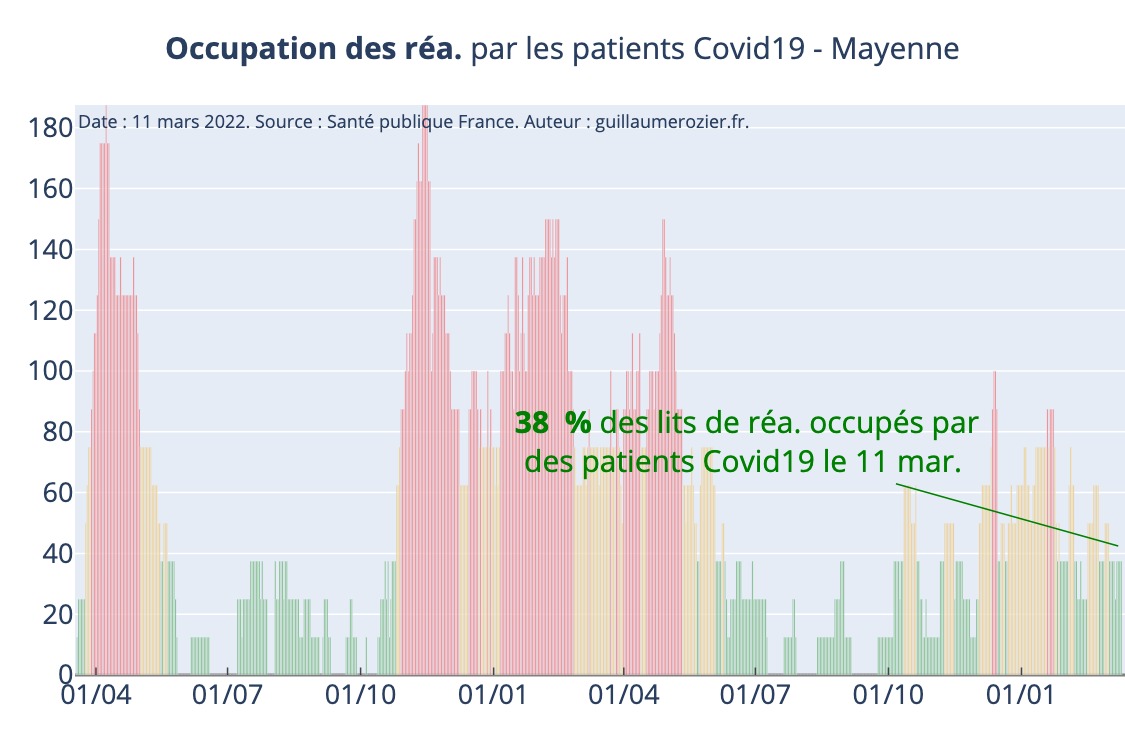 Occupation des réa. par les patients Covid19 - Mayenne
Date : 11 mars 2022. Source : Santé publique France. Auteur : guillaumerozier.fr.
180
160
140
120
100
80
60
40
20
0
38 % des lits de réa. occupés par
des patients Covid19 le 11 mar.
01/04 01/07 01/10 01/01 01/04 01/07 01/10 01/01